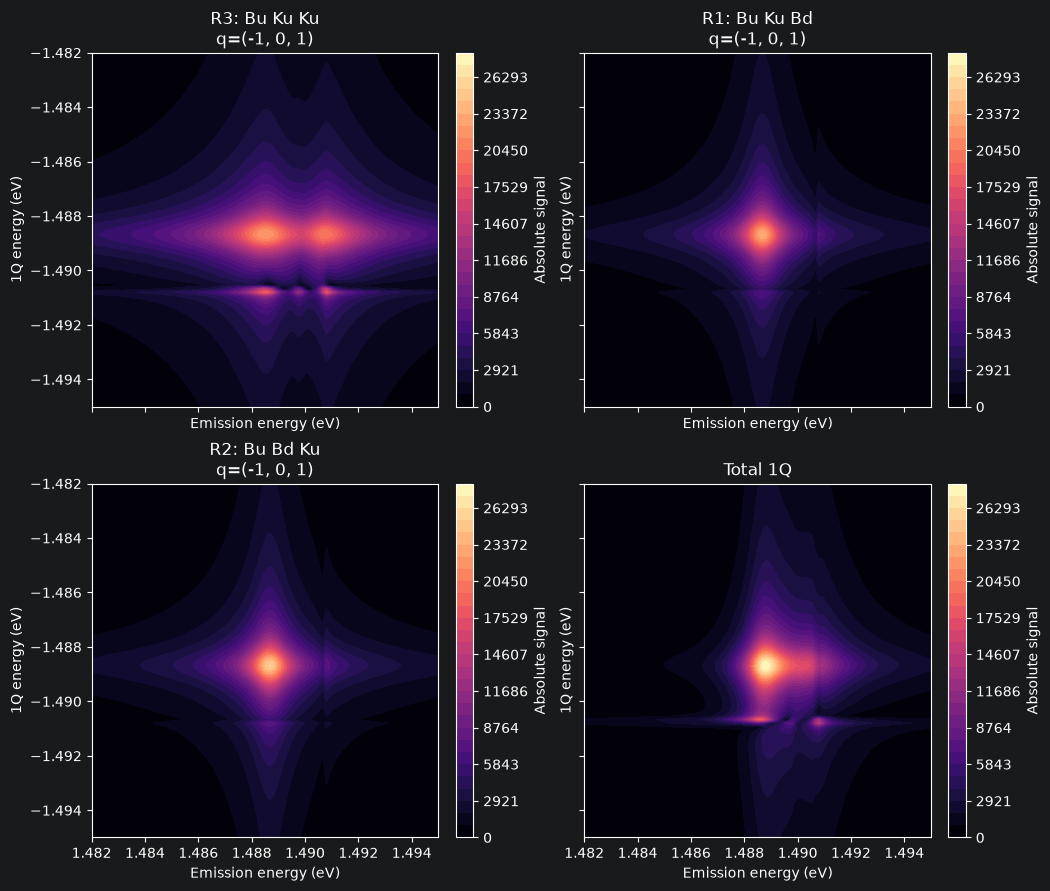 R3: Bu Ku Ku
q=(-1, 0, 1)
−1.482
−1.484
−1.486
−1.488
−1.490
−1.492
−1.494
1Q energy (eV)
Emission energy (eV)
26293
23372
20450
17529
14607
11686
8764
5843
2921
0
Absolute signal
R1: Bu Ku Bd
q=(-1, 0, 1)
1Q energy (eV)
Emission energy (eV)
26293
23372
20450
17529
14607
11686
8764
5843
2921
0
Absolute signal
R2: Bu Bd Ku
q=(-1, 0, 1)
−1.482
−1.484
−1.486
−1.488
−1.490
−1.492
−1.494
1Q energy (eV)
1.482 1.484 1.486 1.488 1.490 1.492 1.494
Emission energy (eV)
26293
23372
20450
17529
14607
11686
8764
5843
2921
0
Absolute signal
Total 1Q
1Q energy (eV)
1.482 1.484 1.486 1.488 1.490 1.492 1.494
Emission energy (eV)
26293
23372
20450
17529
14607
11686
8764
5843
2921
0
Absolute signal